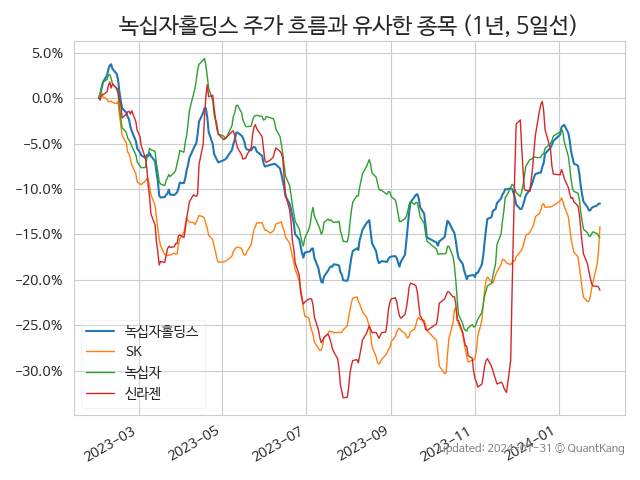 녹십자홀딩스 주가 흐름과 유사한 종목 (1년, 5일선)
5.0%
0.0%
-5.0%
-10.0%
-15.0%
-20.0%
-25.0%
-30.0%
녹십자홀딩스
SK
녹십자
신라젠
2023-03
2023-05
2023-07
2023-09
2023-11
2024-01
updated: 2024-01-31 © QuantKang